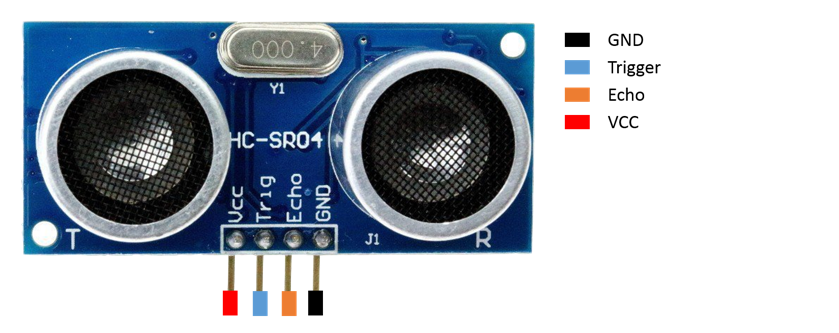 4.000
Y1
HC-SR04
Vcc
Trig
Echo
GND
T
J1
R
GND
Trigger
Echo
VCC